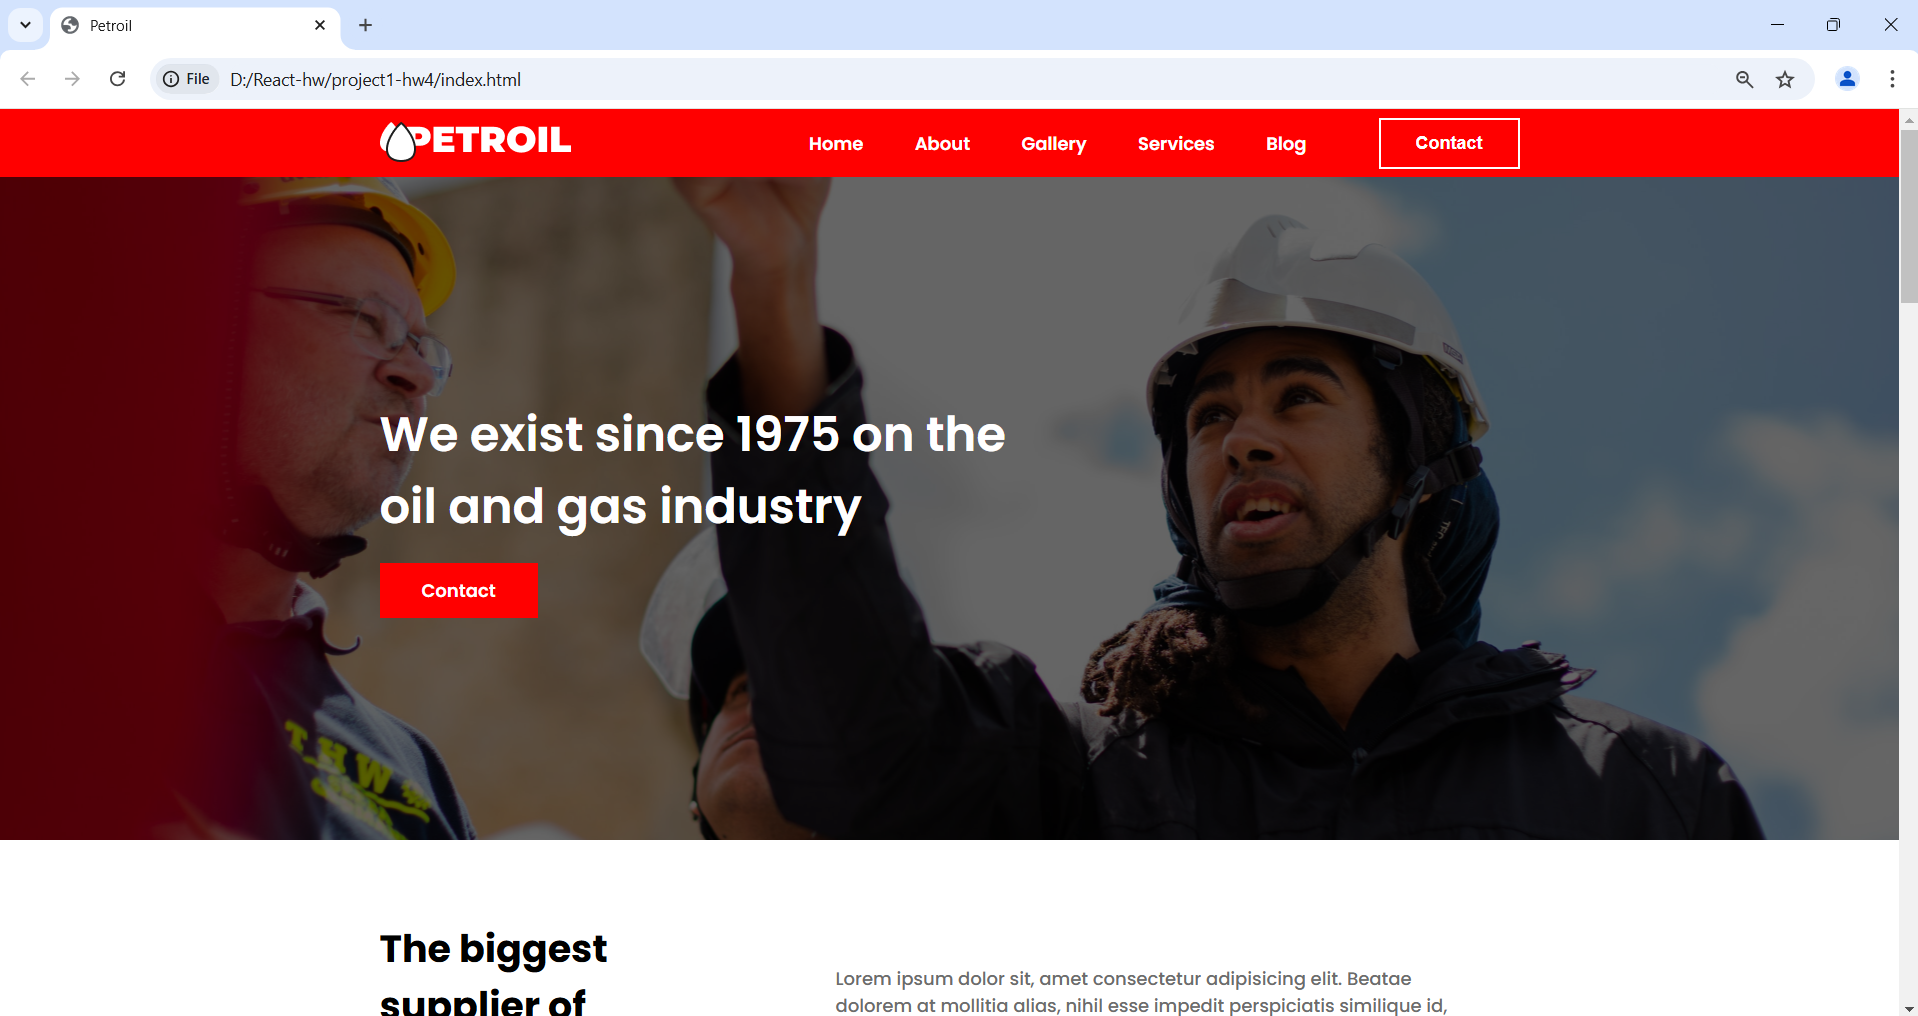 Petroil
File D:/React-hw/project1-hw4/index.html
PETROIL Home About Gallery Services Blog Contact
We exist since 1975 on the
oil and gas industry
Contact
THW
The biggest
supplier of
Lorem ipsum dolor sit, amet consectetur adipisicing elit. Beatae
dolorem at mollitia alias, nihil esse impedit perspiciatis similique id,